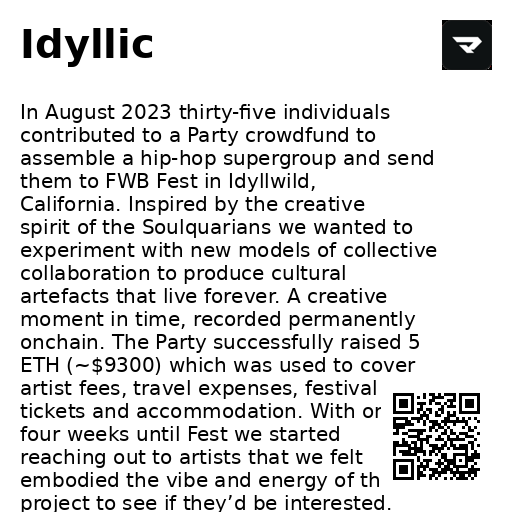 Idyllic
In August 2023 thirty-five individuals
contributed to a Party crowdfund to
assemble a hip-hop supergroup and send
them to FWB Fest in Idyllwild,
California. Inspired by the creative
spirit of the Soulquarians we wanted to
experiment with new models of collective
collaboration to produce cultural
artefacts that live forever. A creative
moment in time, recorded permanently
onchain. The Party successfully raised 5
ETH (~$9300) which was used to cover
artist fees, travel expenses, festival
tickets and accommodation. With
four weeks until Fest we started
reaching out to artists that we felt
embodied the vibe and energy of
project to see if they’d be interested.